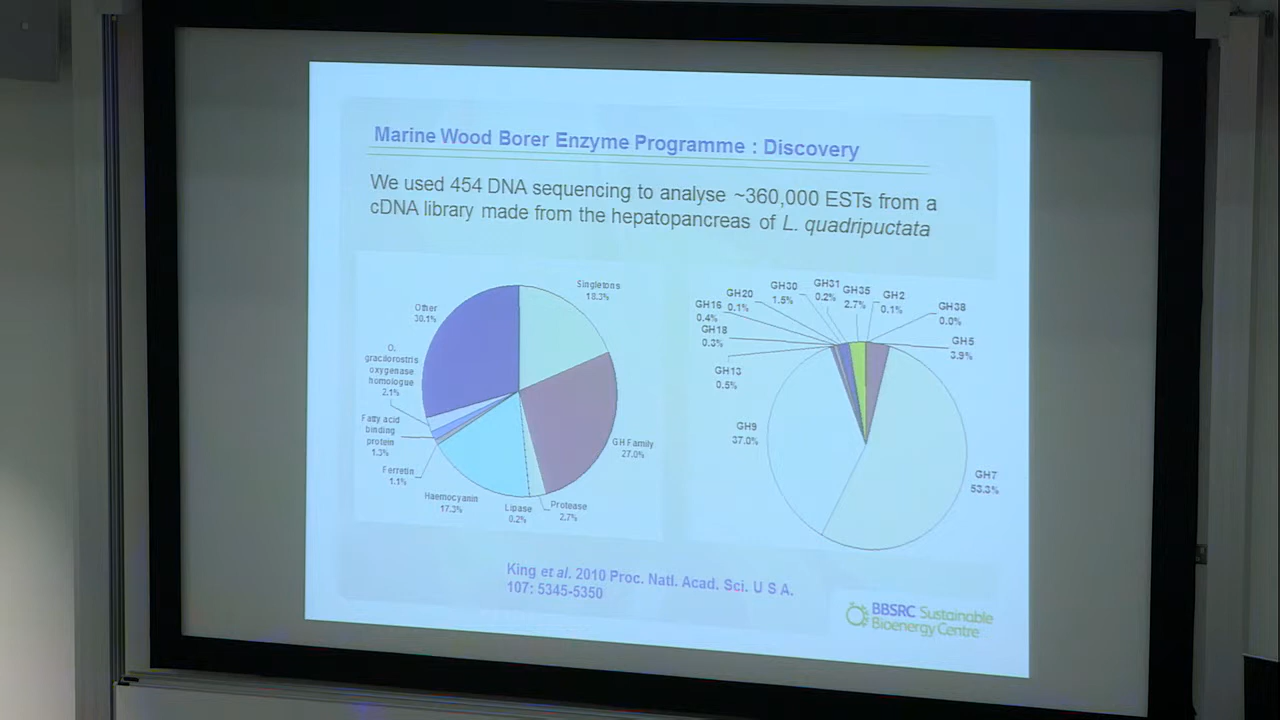 Marine Wood Borer Enzyme Programme : Discovery
We used 454 DNA sequencing to analyse ~360,000 ESTs from a
cDNA library made from the hepatopancreas of L. quadripuctata
Singletons
18.3%
Other
30.1%
O.
gracilorostris
oxygenase
homologue
2.1%
Fatty acid
binding
protein
1.3%
Ferretin
1.1%
Haemocyanin
17.3%
Lipase
0.2%
Protease
2.7%
GH Family
27.0%
GH31
0.2%
GH30
1.5%
GH35
2.7%
GH20
0.1%
GH2
0.1%
GH16
0.4%
GH38
0.0%
GH18
0.3%
GH5
3.9%
GH13
0.5%
GH9
37.0%
GH7
53.3%
King et al. 2010 Proc. Natl. Acad. Sci. U S A.
107: 5345-5350
BBSRC Sustainable
Bioenergy Centre